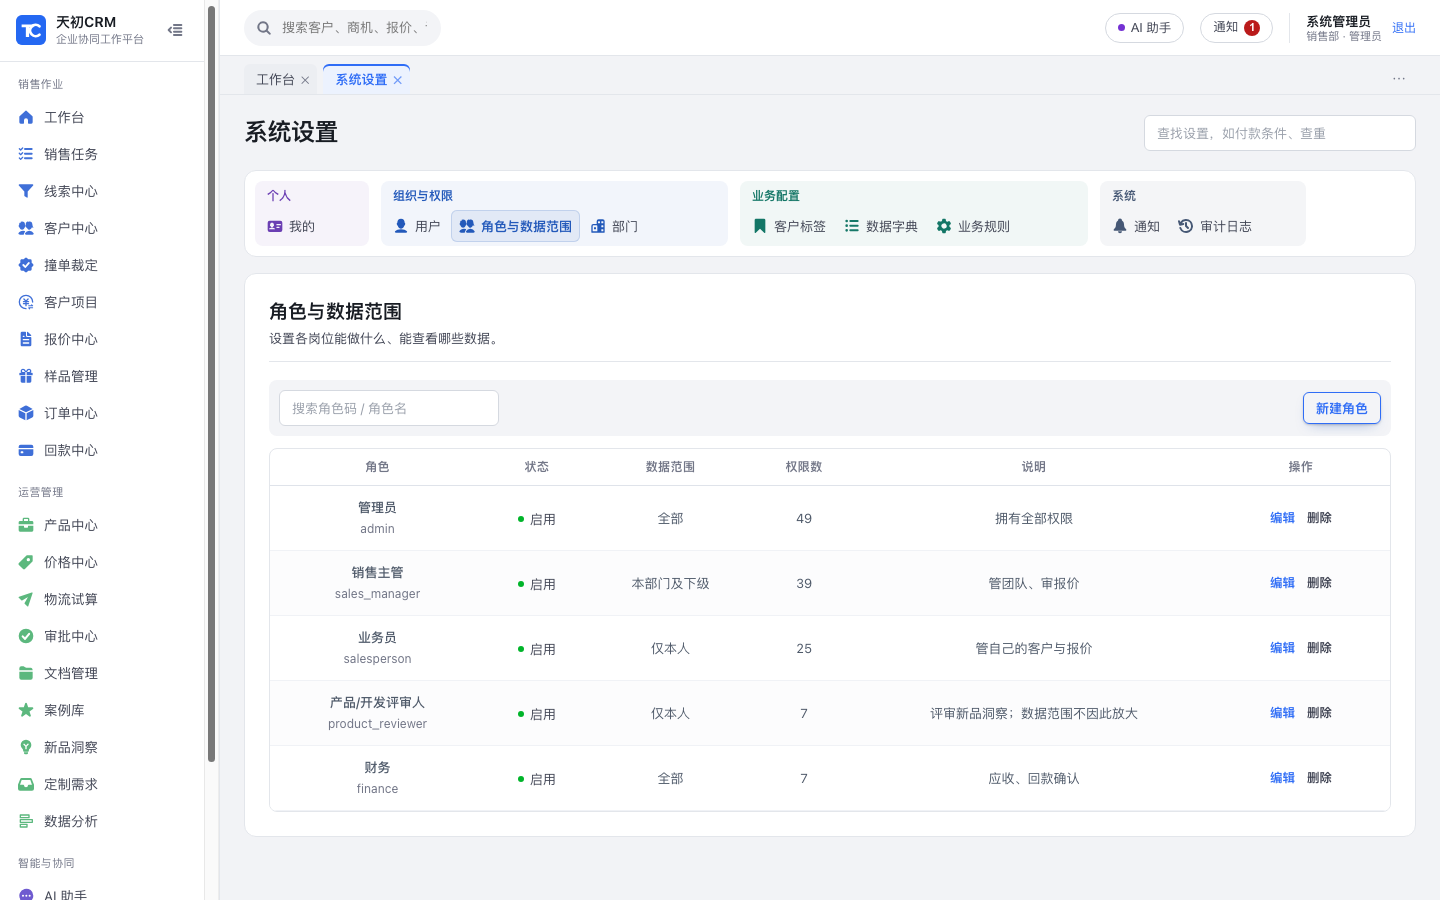 天初CRM
企业协同工作平台
搜索客户、商机、报价、
AI 助手
通知 1
系统管理员
销售部 · 管理员
退出
工作台
系统设置
···
销售作业
工作台
销售任务
线索中心
客户中心
撞单裁定
客户项目
报价中心
样品管理
订单中心
回款中心
运营管理
产品中心
价格中心
物流试算
审批中心
文档管理
案例库
新品洞察
定制需求
数据分析
智能与协同
AI 助手
系统设置
查找设置，如付款条件、查重
个人
我的
组织与权限
用户 角色与数据范围 部门
业务配置
客户标签 数据字典 业务规则
系统
通知 审计日志
角色与数据范围
设置各岗位能做什么、能查看哪些数据。
搜索角色码 / 角色名
新建角色
角色 状态 数据范围 权限数 说明 操作
管理员
admin
启用 全部 49 拥有全部权限 编辑 删除
销售主管
sales_manager
启用 本部门及下级 39 管团队、审报价 编辑 删除
业务员
salesperson
启用 仅本人 25 管自己的客户与报价 编辑 删除
产品/开发评审人
product_reviewer
启用 仅本人 7 评审新品洞察；数据范围不因此放大 编辑 删除
财务
finance
启用 全部 7 应收、回款确认 编辑 删除